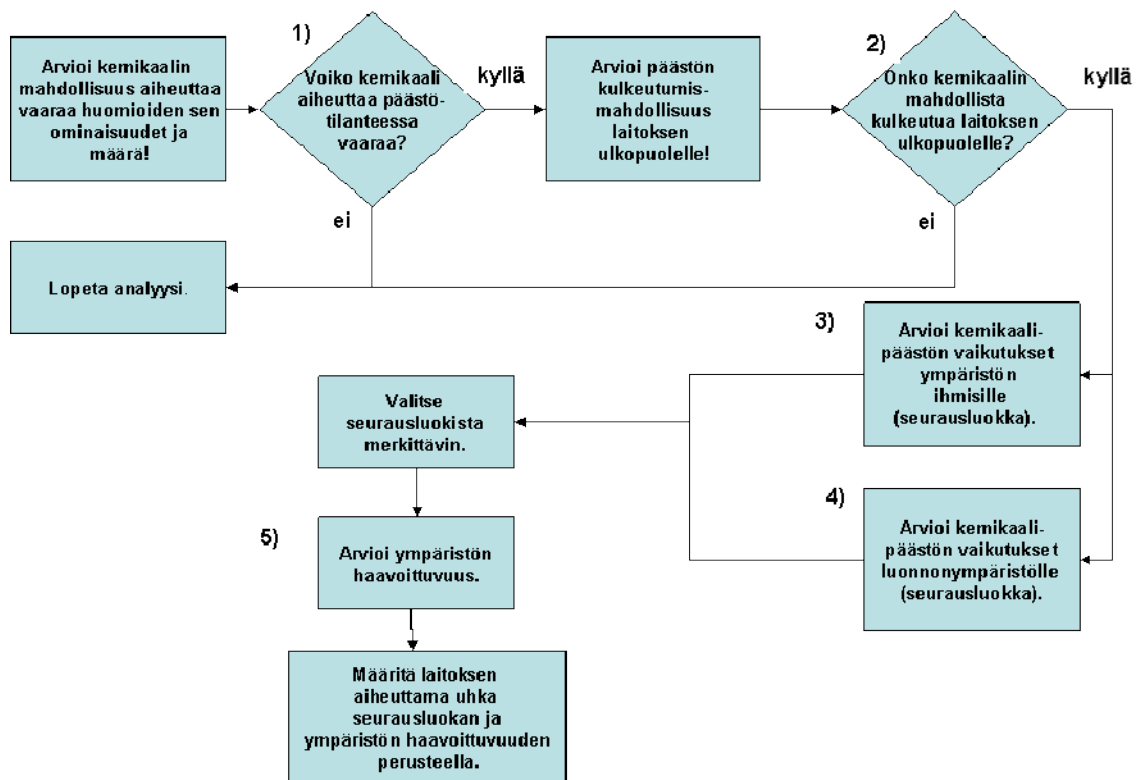 Arvioi kemikaalin
mahdollisuus aiheuttaa
vaaraa huomioiden sen
ominaisuudet ja
määrä!
1)
Voiko kemikaali
aiheuttaa päästö-
tilanteessa
vaaraa?
kyllä
ei
Arvioi päästön
kulkeutumis-
mahdollisuus
laitoksen
ulkopuolelle!
2)
Onko kemikaalin
mahdollista
kulkeutua laitoksen
ulkopuolelle?
kyllä
ei
Lopeta analyysi.
3)
Arvioi kemikaali-
päästön vaikutukset
ympäristön
ihmisille
(seurausluokka).
4)
Arvioi kemikaali-
päästön vaikutukset
luonnonympäristölle
(seurausluokka).
Valitse
seurausluokista
merkittävin.
5)
Arvioi ympäristön
haavoittuvuus.
Määritä laitoksen
aiheuttama uhka
seurausluokan ja
ympäristön haavoittuvuuden
perusteella.